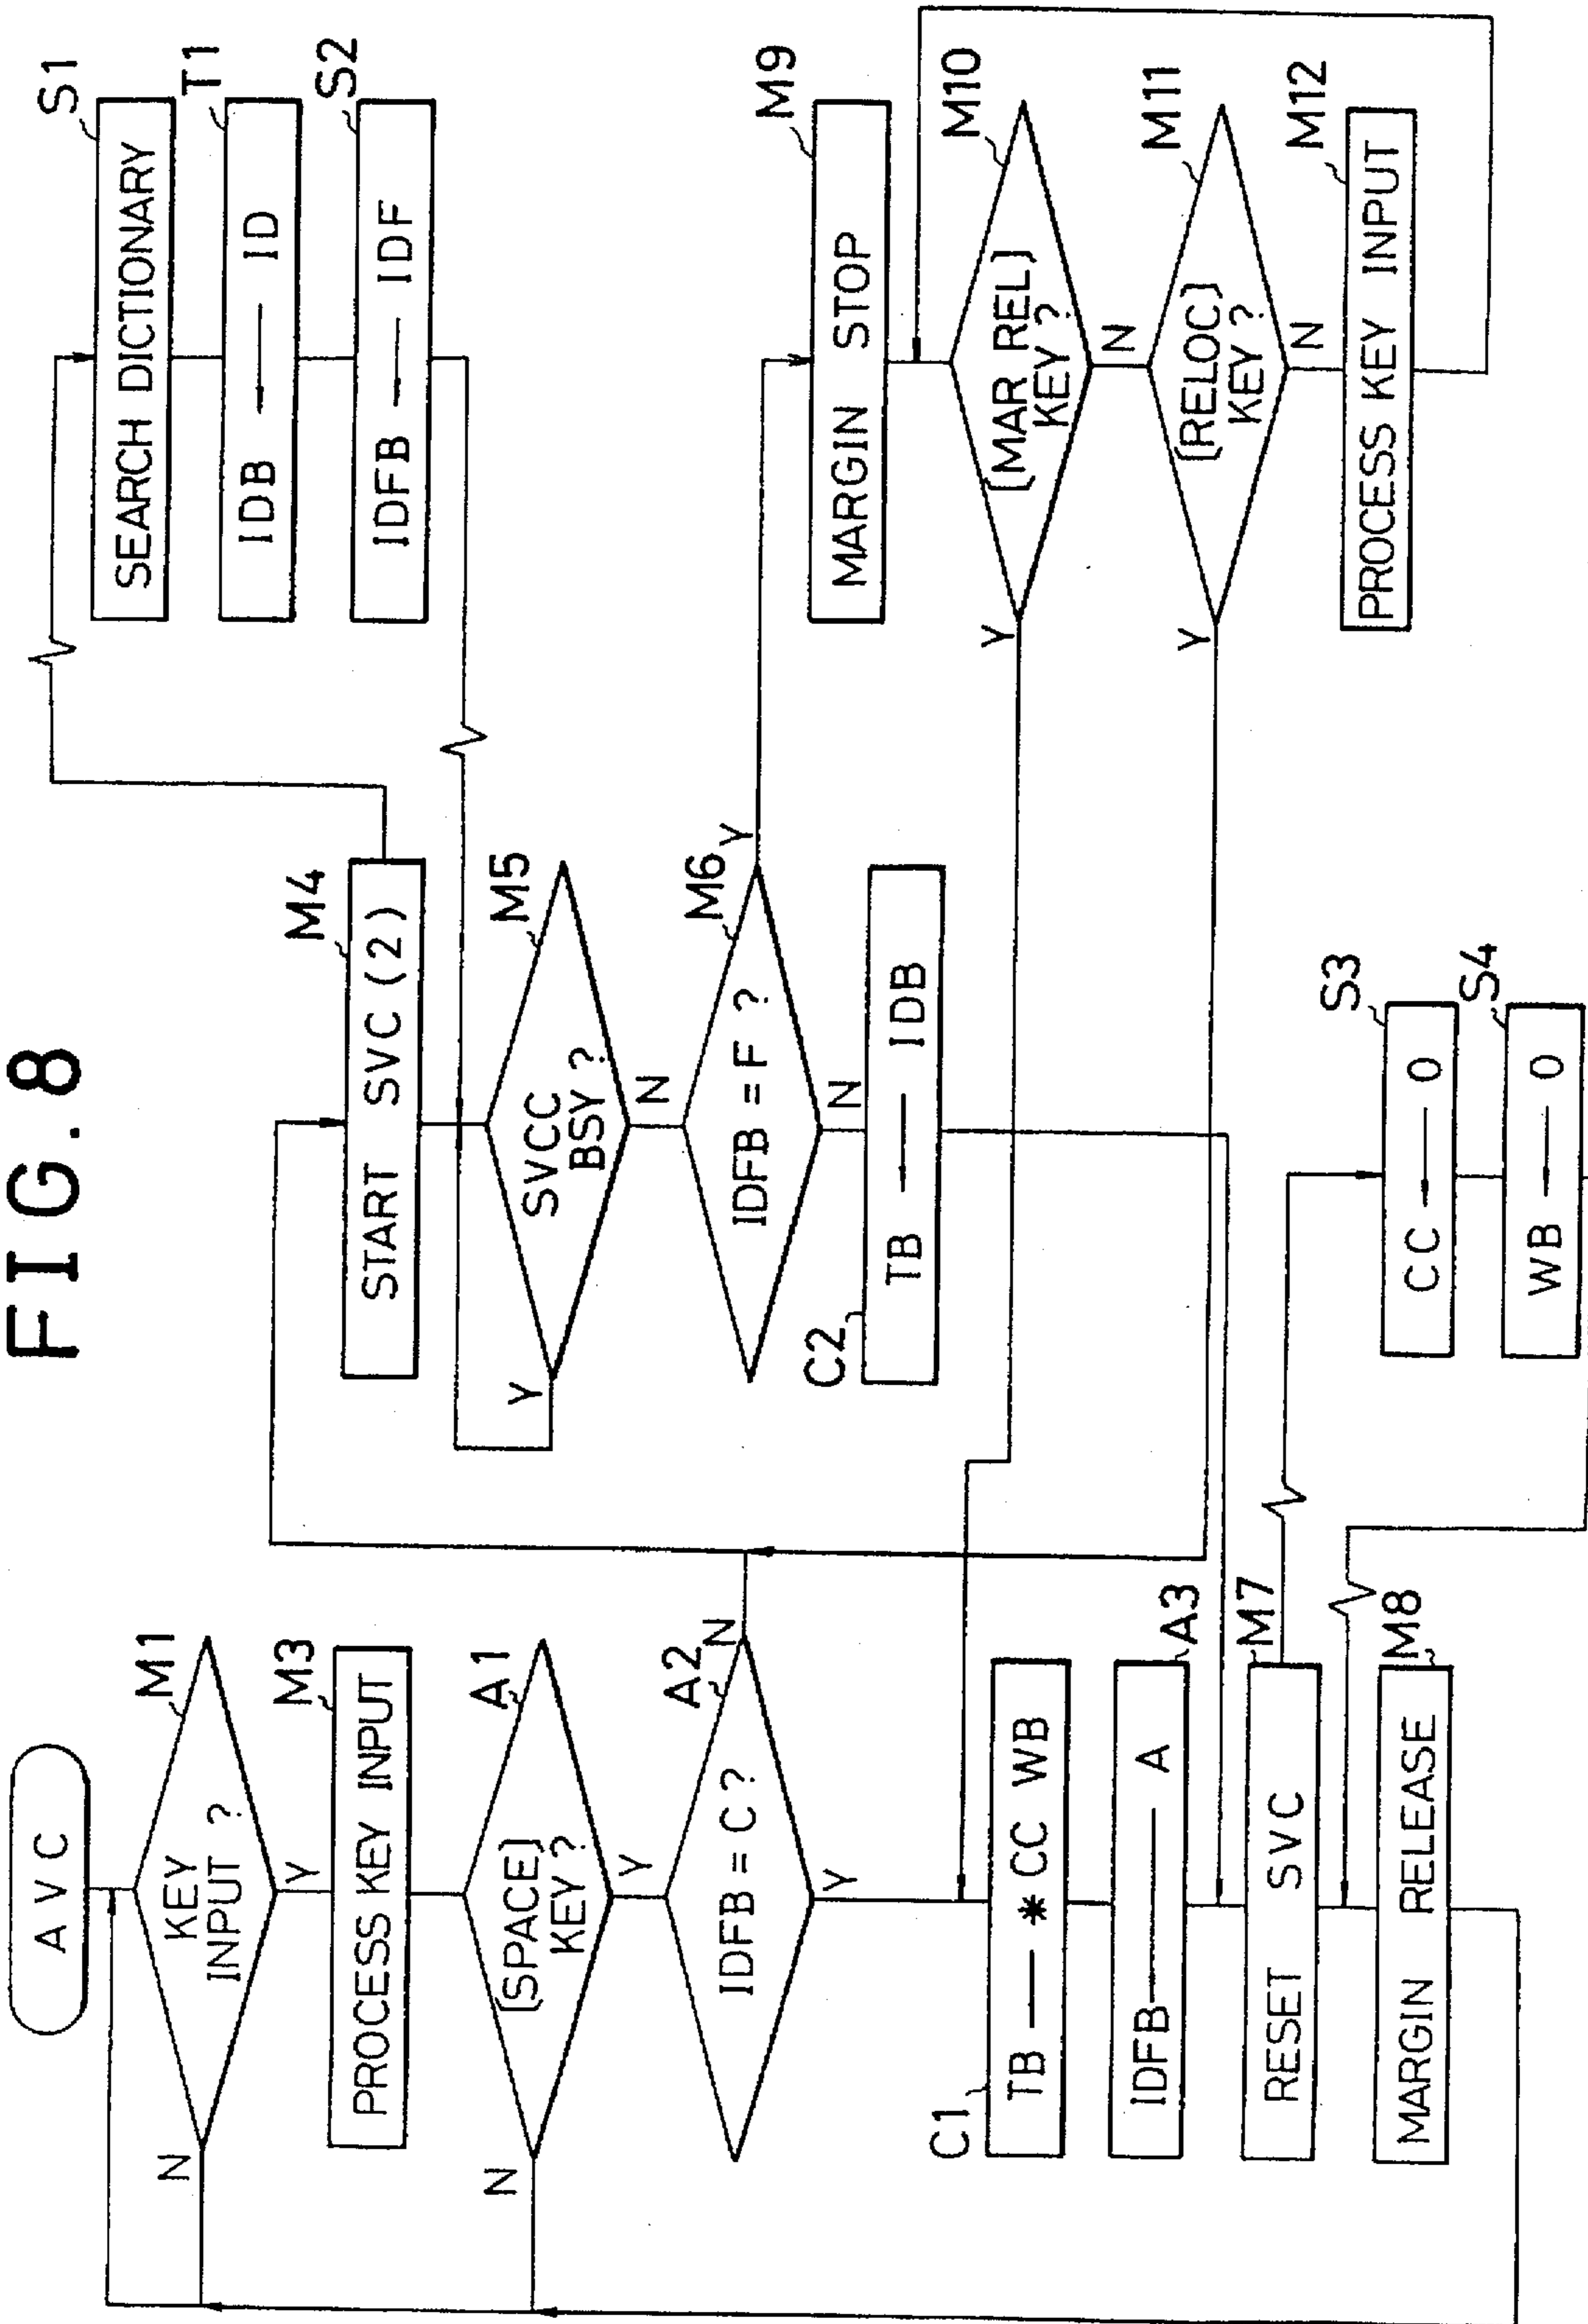 FIG. 8
AVC
M1
KEY
INPUT ?
N
Y
M3
PROCESS KEY INPUT
A1
[SPACE]
KEY ?
N
Y
A2
IDFB = C ?
N
Y
C1
TB ← * CC WB
A3
IDFB ← A
M7
RESET SVC
M8
MARGIN RELEASE
M4
START SVC (2)
M5
SVCC
BSY ?
Y
N
M6
IDFB = F ?
Y
N
C2
TB ← IDB
S3
CC ← 0
S4
WB ← 0
S1
SEARCH DICTIONARY
T1
IDB ← ID
S2
IDFB ← IDF
M9
MARGIN STOP
M10
[MAR REL]
KEY ?
Y
N
M11
[RELOC]
KEY ?
Y
N
M12
PROCESS KEY INPUT